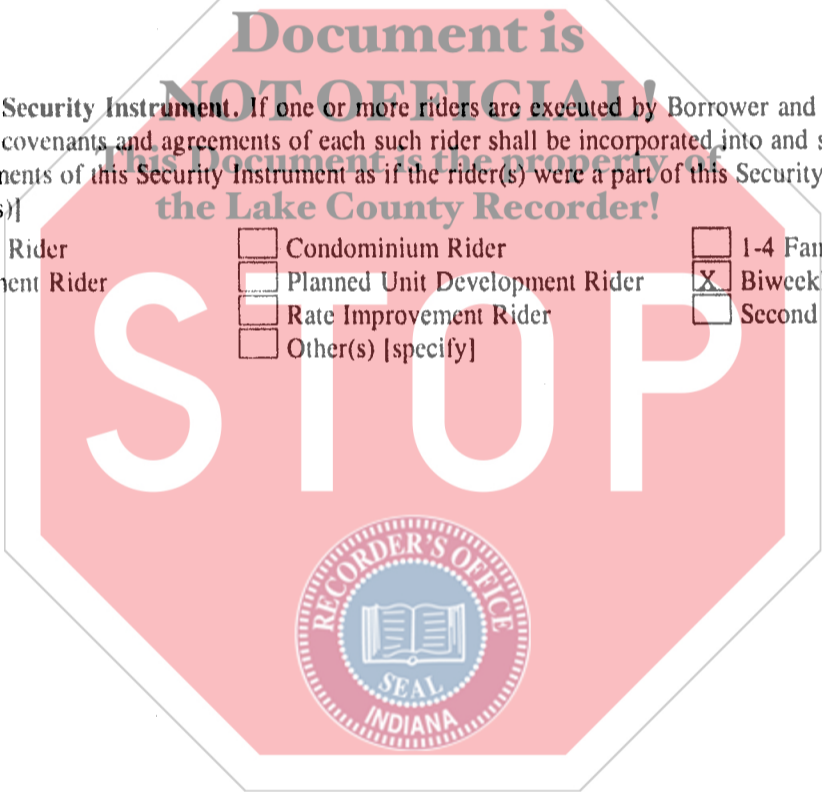 Document is
NOT OFFICIAL!
Security Instrument. If one or more riders are executed by Borrower and
covenants and agreements of each such rider shall be incorporated into and s
This Document is the property of
nents of this Security Instrument as if the rider(s) were a part of this Security
the Lake County Recorder!
s)]
Rider Condominium Rider 1-4 Fam
nent Rider Planned Unit Development Rider X Biweek
Rate Improvement Rider Second
Other(s) [specify]
STOP
RECORDER'S OFFICE
SEAL
INDIANA